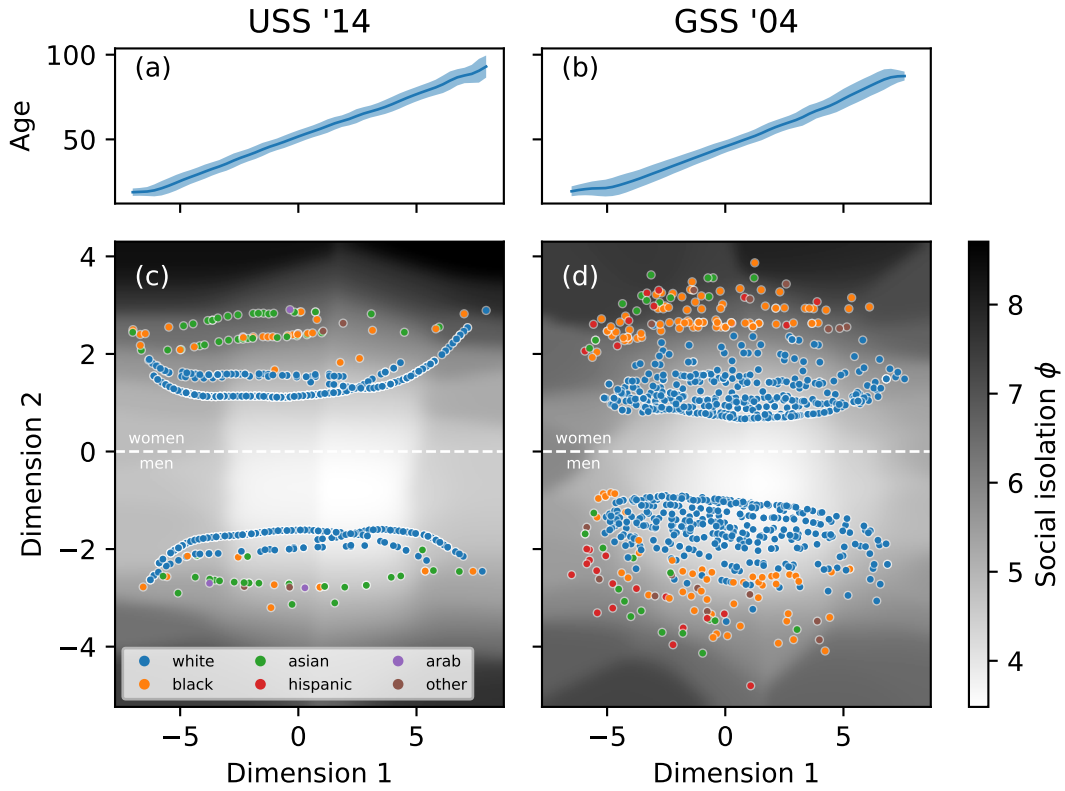 USS '14
GSS '04
(a)
(b)
100
50
Age
(c)
(d)
4
2
0
−2
−4
Dimension 2
women
men
women
men
white
asian
arab
black
hispanic
other
−5
0
5
−5
0
5
Dimension 1
Dimension 1
8
7
6
5
4
Social isolation ϕ